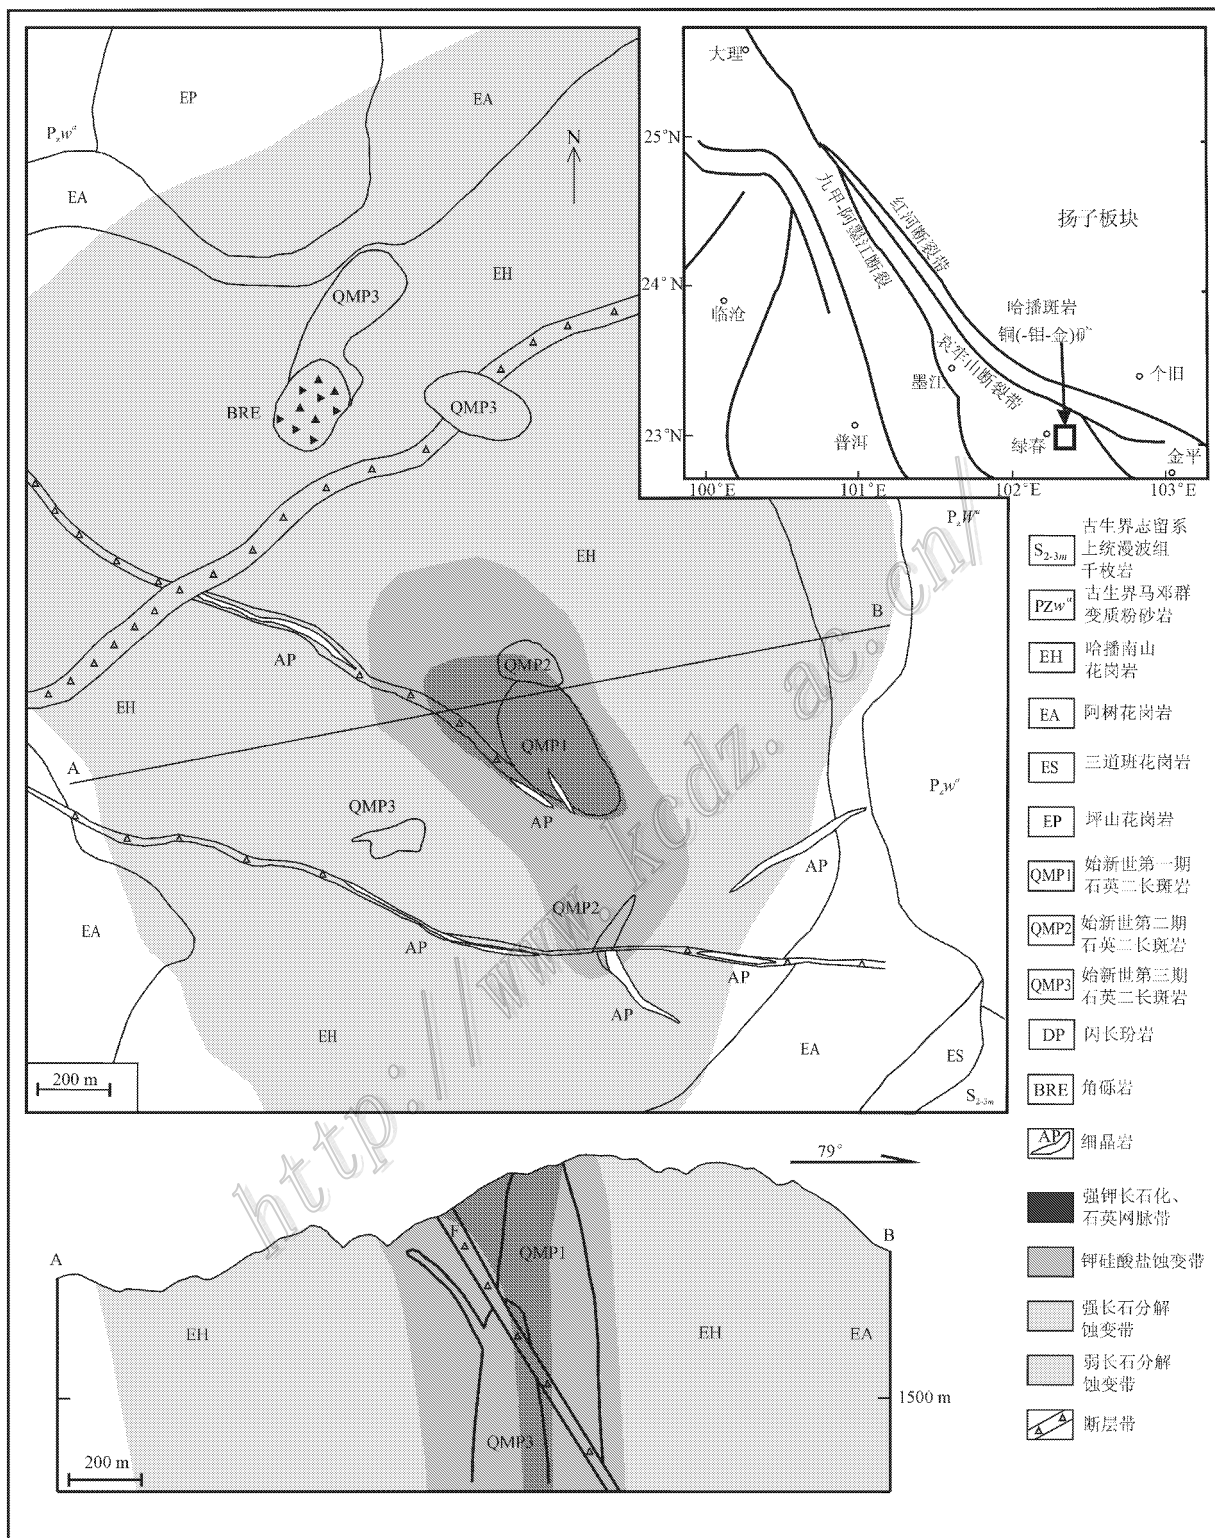 EP
EA
P_zw^a
N
EA
EH
QMP3
BRE
QMP3
EH
AP
QMP2
B
EH
QMP1
A
QMP3
AP
AP
QMP2
EA
AP
AP
AP
EH
EA
ES
S_2-3m
200 m
P_zw^a
P_zw^a
大理
25°N
九甲-阿墨江断裂
红河断裂带
扬子板块
24°N
临沧
哈播斑岩
铜(-钼-金)矿
哀牢山断裂带
墨江
个旧
23°N
普洱
绿春
金平
100°E
101°E
102°E
103°E
S_2-3m
古生界志留系
上统漫波组
千枚岩
PZw^a
古生界马邓群
变质粉砂岩
EH
哈播南山
花岗岩
EA
阿树花岗岩
ES
三道班花岗岩
EP
坪山花岗岩
QMP1
始新世第一期
石英二长斑岩
QMP2
始新世第二期
石英二长斑岩
QMP3
始新世第三期
石英二长斑岩
DP
闪长玢岩
BRE
角砾岩
AP
细晶岩
强钾长石化、
石英网脉带
钾硅酸盐蚀变带
强长石分解
蚀变带
弱长石分解
蚀变带
断层带
79°
A
F
QMP1
B
EH
EH
EA
1500 m
QMP3
200 m
http://www.kcdz.ac.cn/